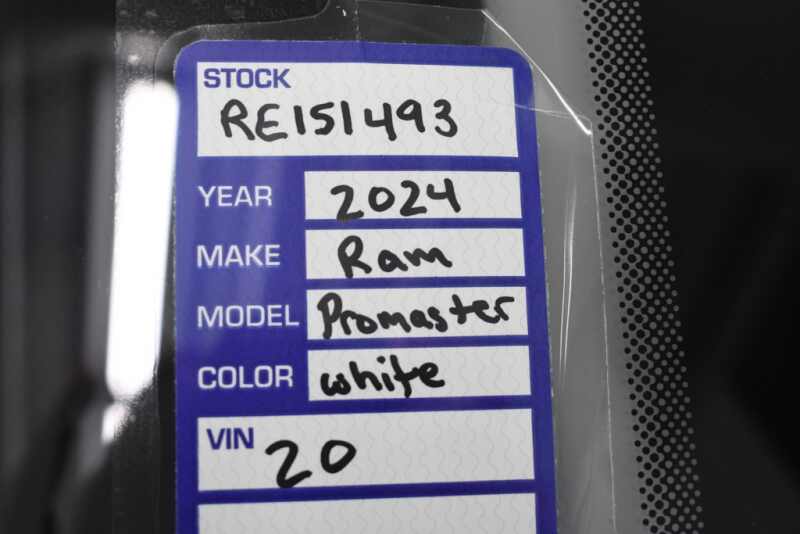 STOCK
RE151493
YEAR 2024
MAKE Ram
MODEL Promaster
COLOR white
VIN 20